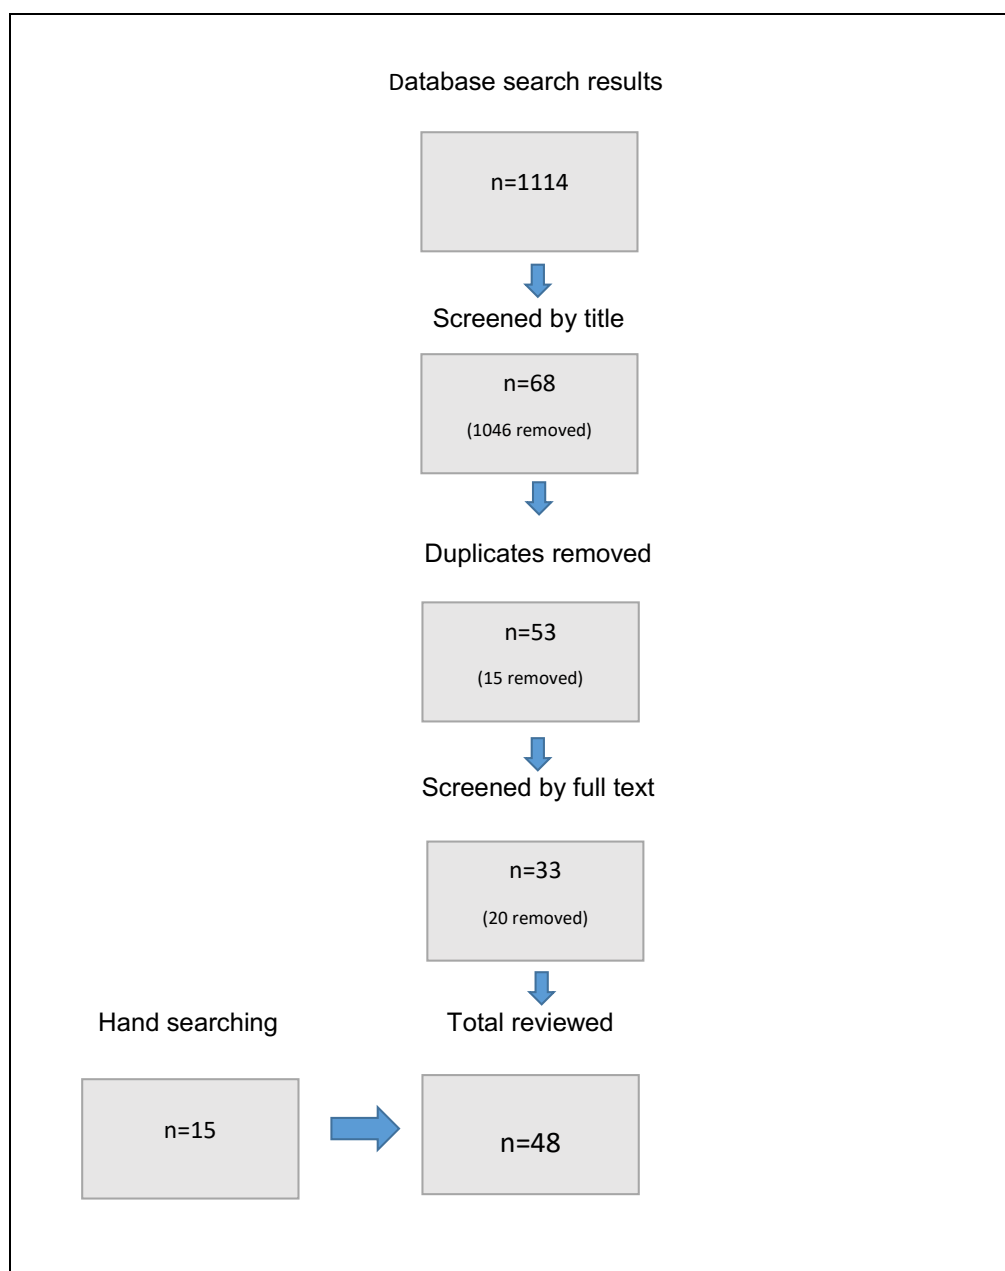 Database search results
n=1114
Screened by title
n=68
(1046 removed)
Duplicates removed
n=53
(15 removed)
Screened by full text
n=33
(20 removed)
Hand searching
Total reviewed
n=15
n=48